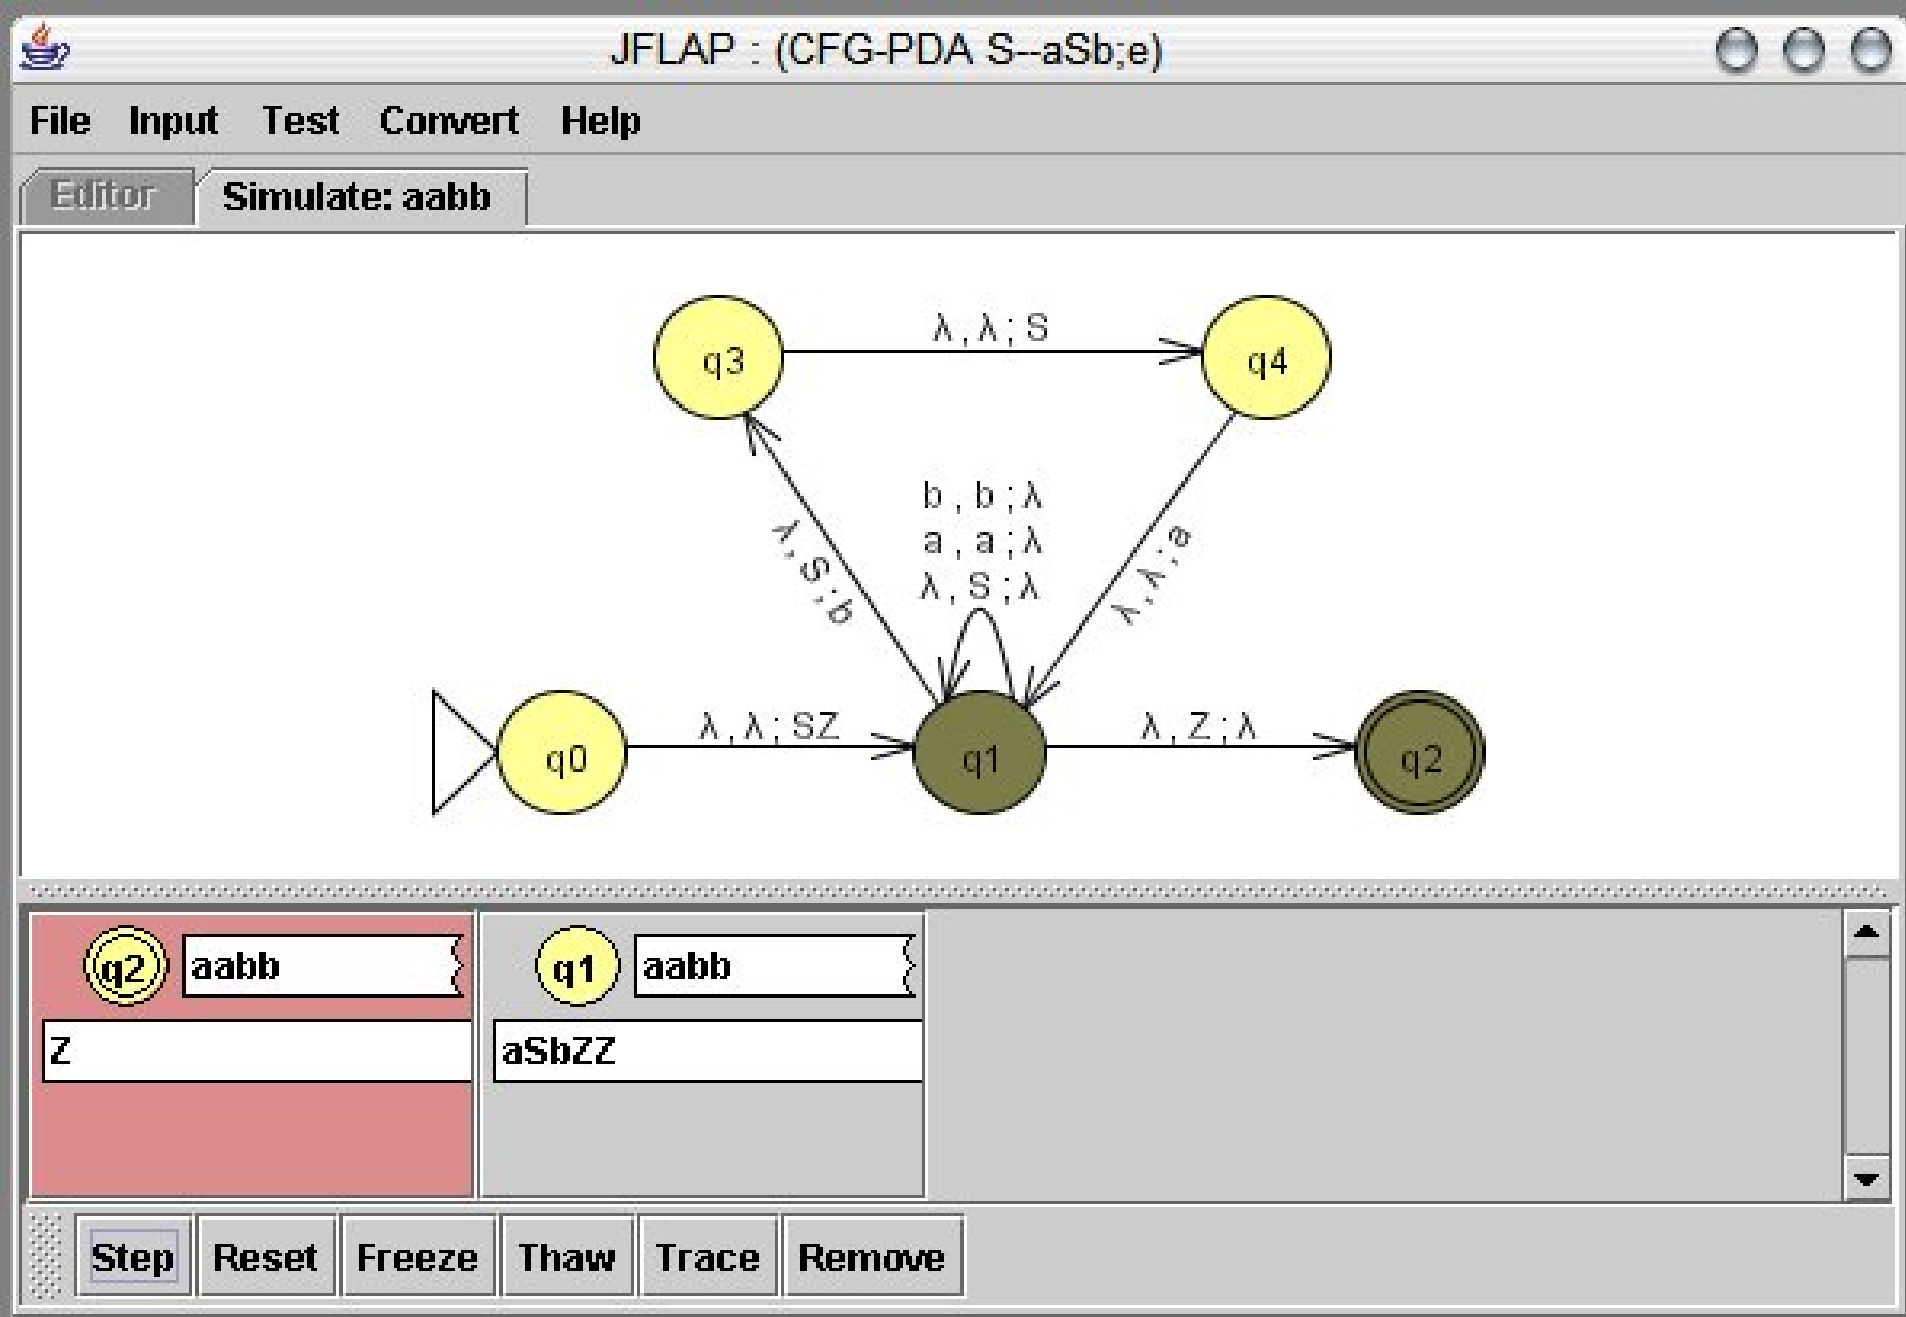 JFLAP : (CFG-PDA S--aSb;e)
File Input Test Convert Help
Editor Simulate: aabb
λ , λ ; S
q3 q4
b , b ; λ
a , a ; λ
λ , S ; λ
λ , S ; b
λ , λ ; a
λ , λ ; SZ
λ , Z ; λ
q0 q1 q2
q2 aabb q1 aabb
Z aSbZZ
Step Reset Freeze Thaw Trace Remove